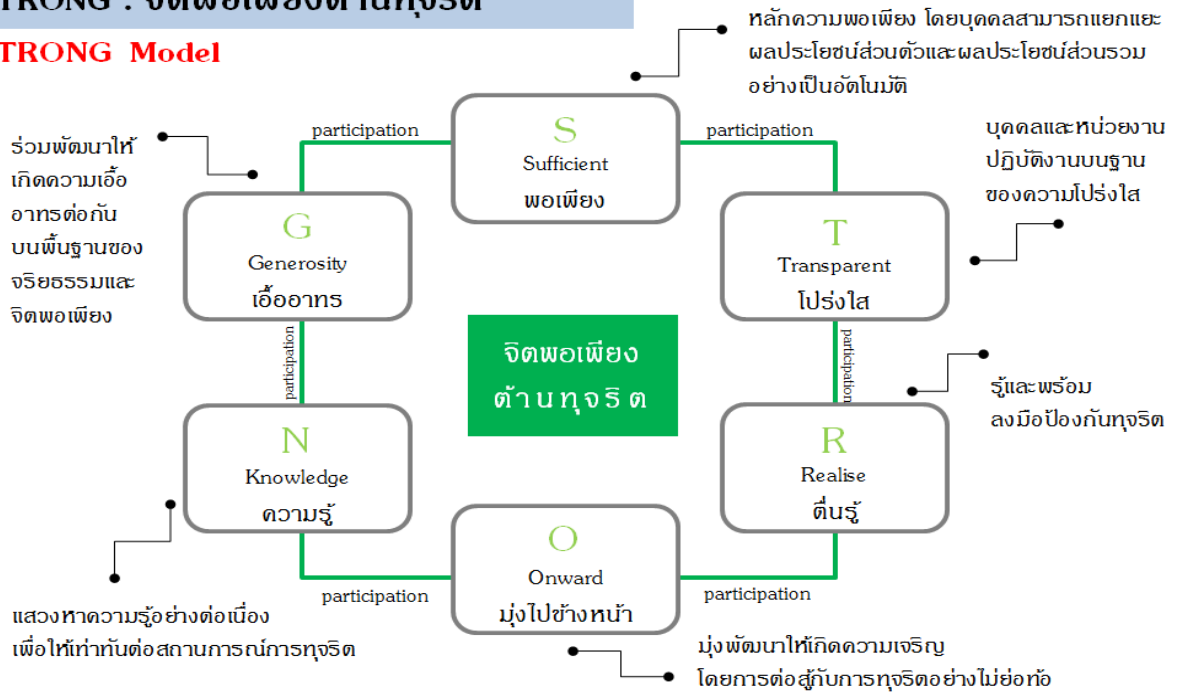 TRONG : จิตพอเพียงต้านทุจริต
TRONG Model
หลักความพอเพียง โดยบุคคลสามารถแยกแยะ
ผลประโยชน์ส่วนตัวและผลประโยชน์ส่วนรวม
อย่างเป็นอัตโนมัติ
participation
S
Sufficient
พอเพียง
participation
บุคคลและหน่วยงาน
ปฏิบัติงานบนฐาน
ของความโปร่งใส
ร่วมพัฒนาให้
เกิดความเอื้อ
อาทรต่อกัน
บนพื้นฐานของ
จริยธรรมและ
จิตพอเพียง
G
Generosity
เอื้ออาทร
T
Transparent
โปร่งใส
participation
จิตพอเพียง
ต้านทุจริต
participation
รู้และพร้อม
ลงมือป้องกันทุจริต
N
Knowledge
ความรู้
R
Realise
ตื่นรู้
O
Onward
มุ่งไปข้างหน้า
participation
participation
แสวงหาความรู้อย่างต่อเนื่อง
เพื่อให้เท่าทันต่อสถานการณ์การทุจริต
มุ่งพัฒนาให้เกิดความเจริญ
โดยการต่อสู้กับการทุจริตอย่างไม่ย่อท้อ